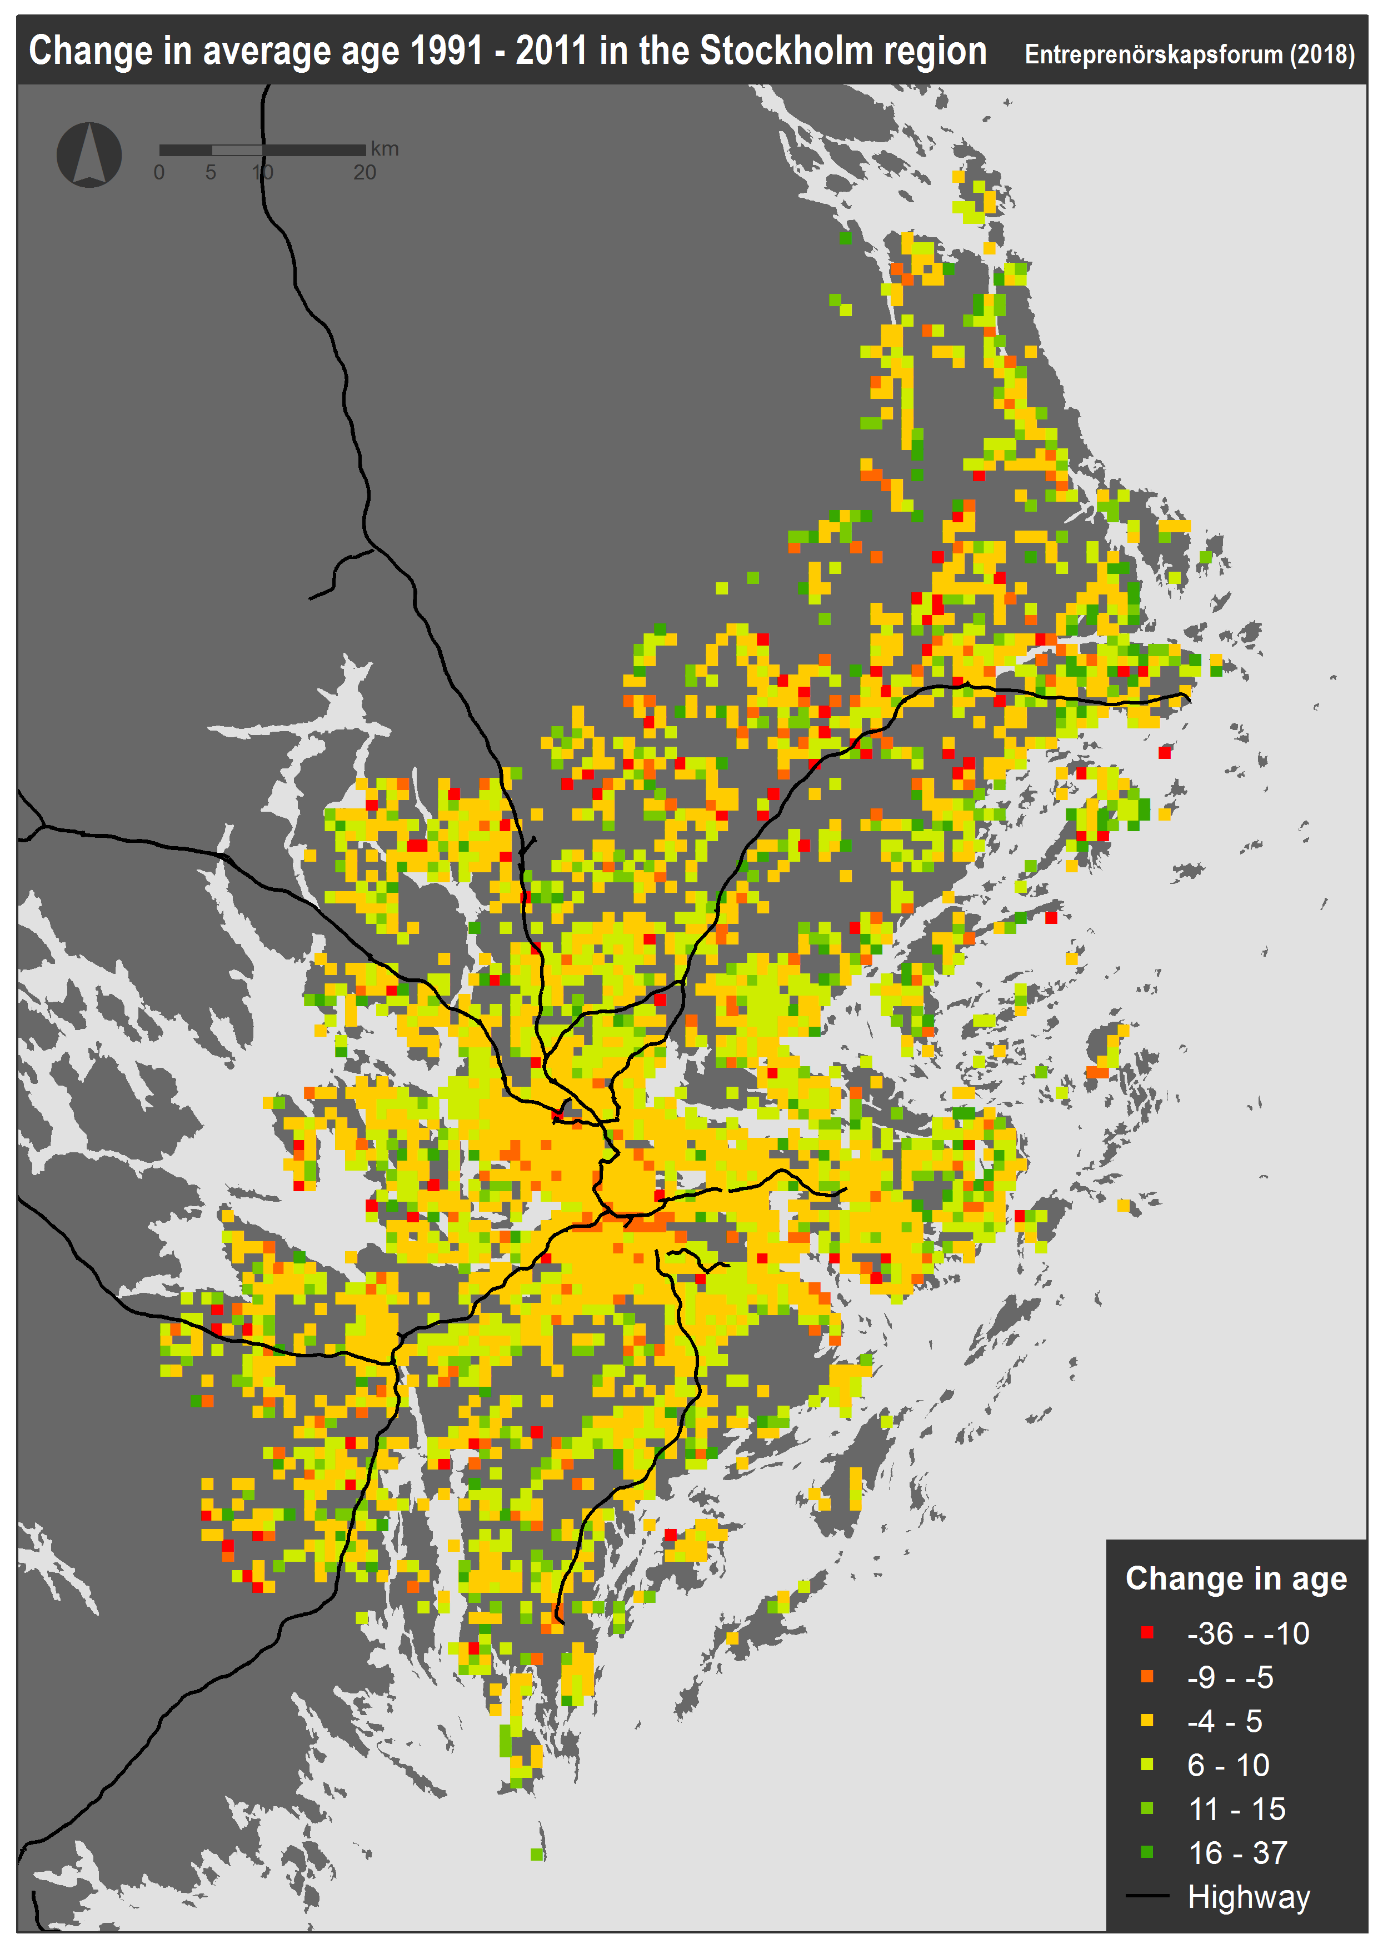 Change in average age 1991 - 2011 in the Stockholm region Entreprenörskapsforum (2018)
km
0 5 10 20
Change in age
-36 - -10
-9 - -5
-4 - 5
6 - 10
11 - 15
16 - 37
Highway